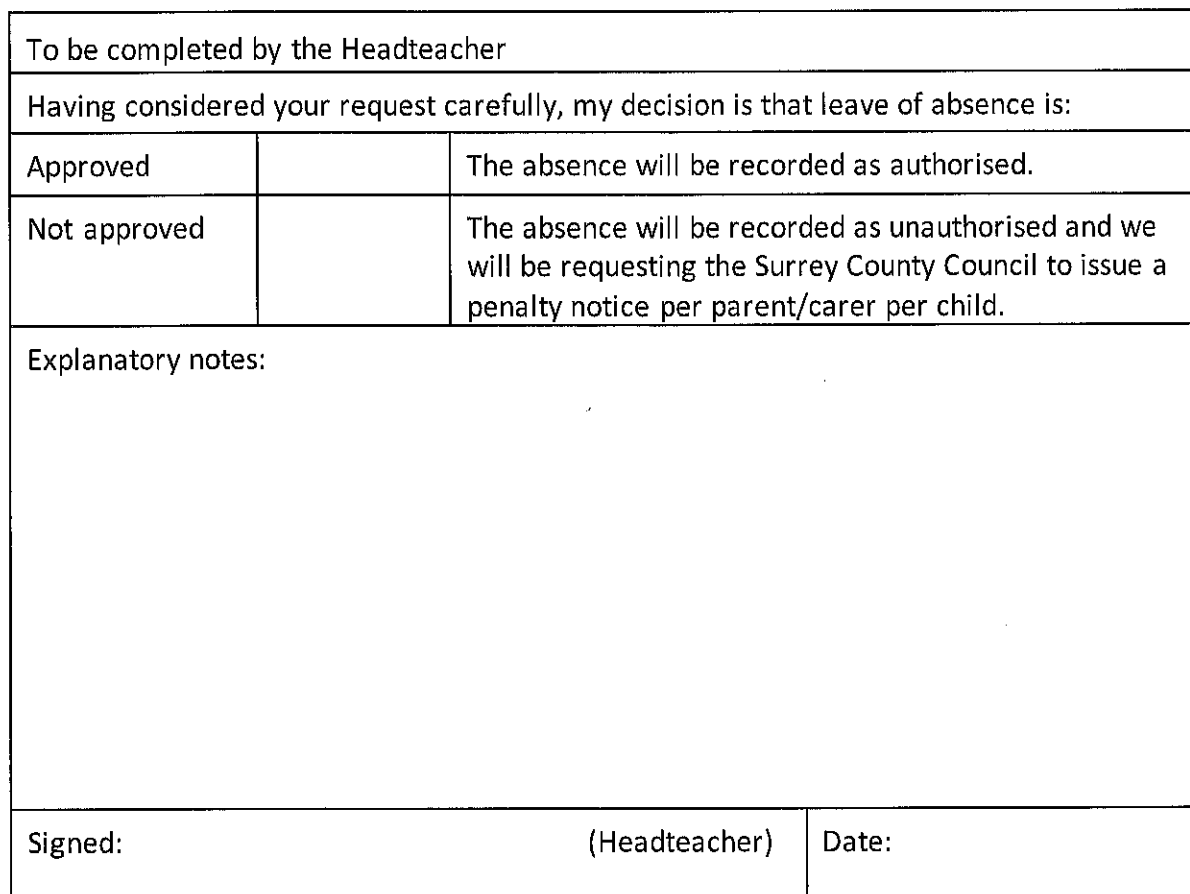 To be completed by the Headteacher
Having considered your request carefully, my decision is that leave of absence is:
Approved
The absence will be recorded as authorised.
Not approved
The absence will be recorded as unauthorised and we
will be requesting the Surrey County Council to issue a
penalty notice per parent/carer per child.
Explanatory notes:
Signed: (Headteacher)
Date: